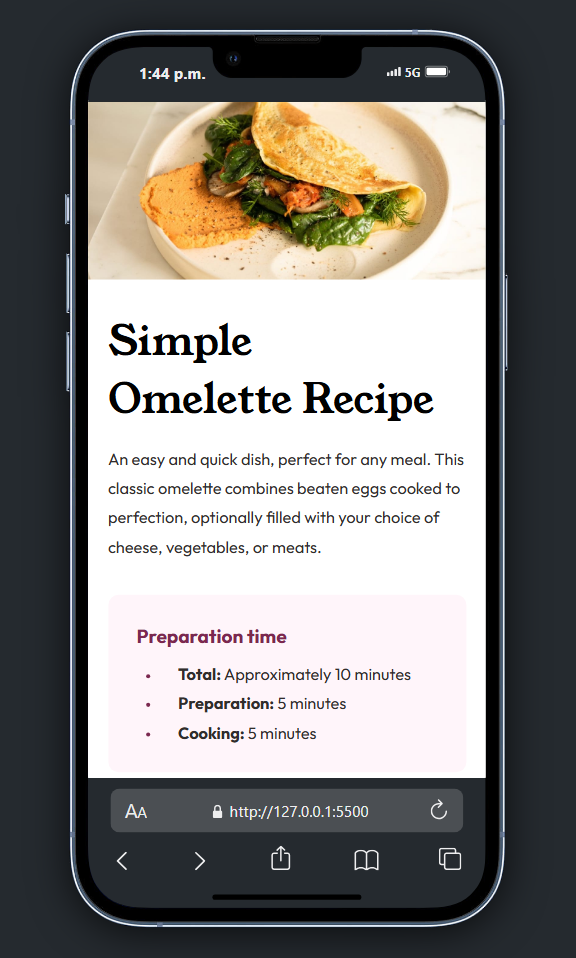 1:44 p.m. 5G
Simple
Omelette Recipe
An easy and quick dish, perfect for any meal. This
classic omelette combines beaten eggs cooked to
perfection, optionally filled with your choice of
cheese, vegetables, or meats.
Preparation time
• Total: Approximately 10 minutes
• Preparation: 5 minutes
• Cooking: 5 minutes
AA http://127.0.0.1:5500